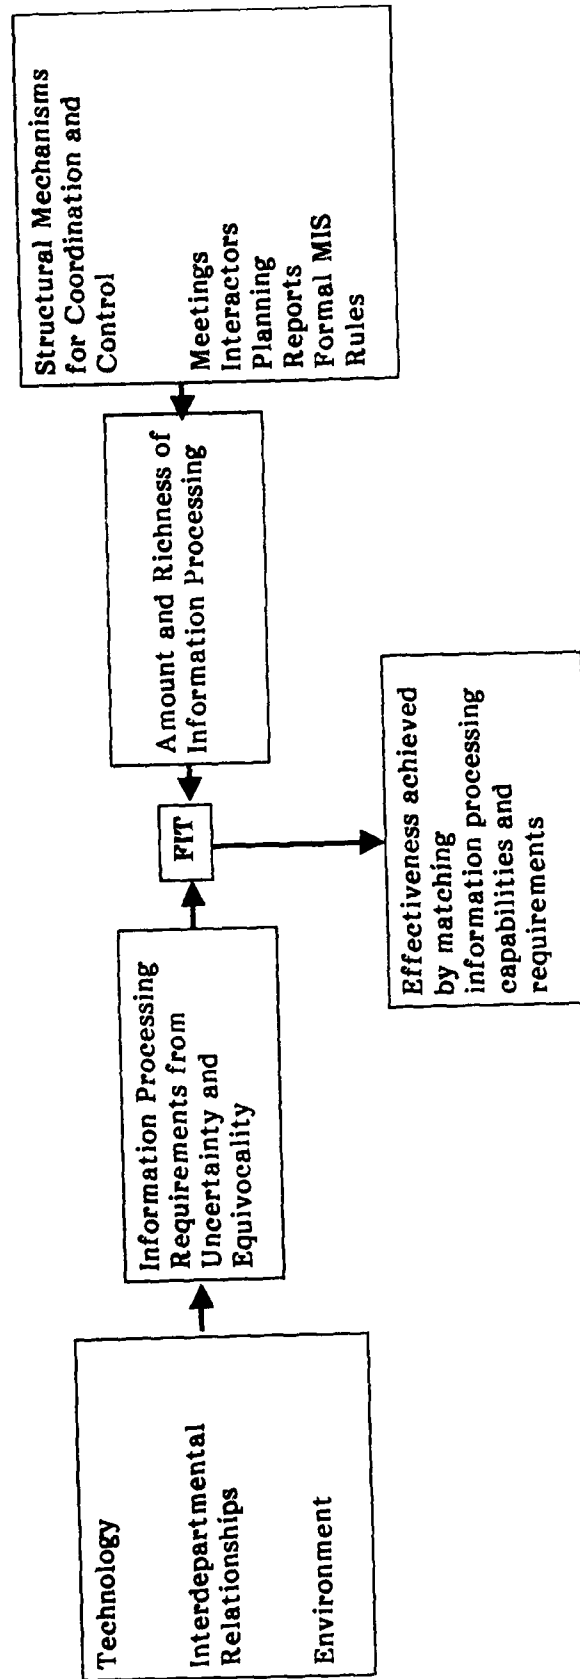 Technology
Interdepartmental
Relationships
Environment
Information Processing
Requirements from
Uncertainty and
Equivocality
FIT
Amount and Richness of
Information Processing
Structural Mechanisms
for Coordination and
Control
Meetings
Interactors
Planning
Reports
Formal MIS
Rules
Effectiveness achieved
by matching
information processing
capabilities and
requirements